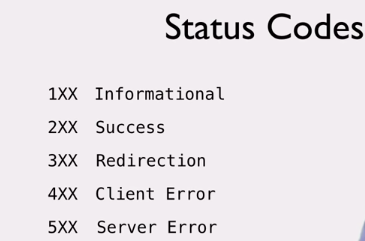 Status Codes
1XX Informational
2XX Success
3XX Redirection
4XX Client Error
5XX Server Error